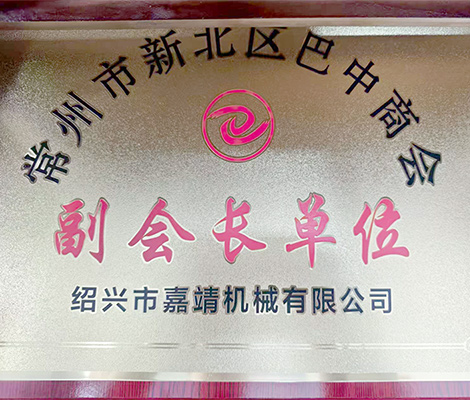 常州市新北区巴中商会
副会长单位
绍兴市嘉靖机械有限公司